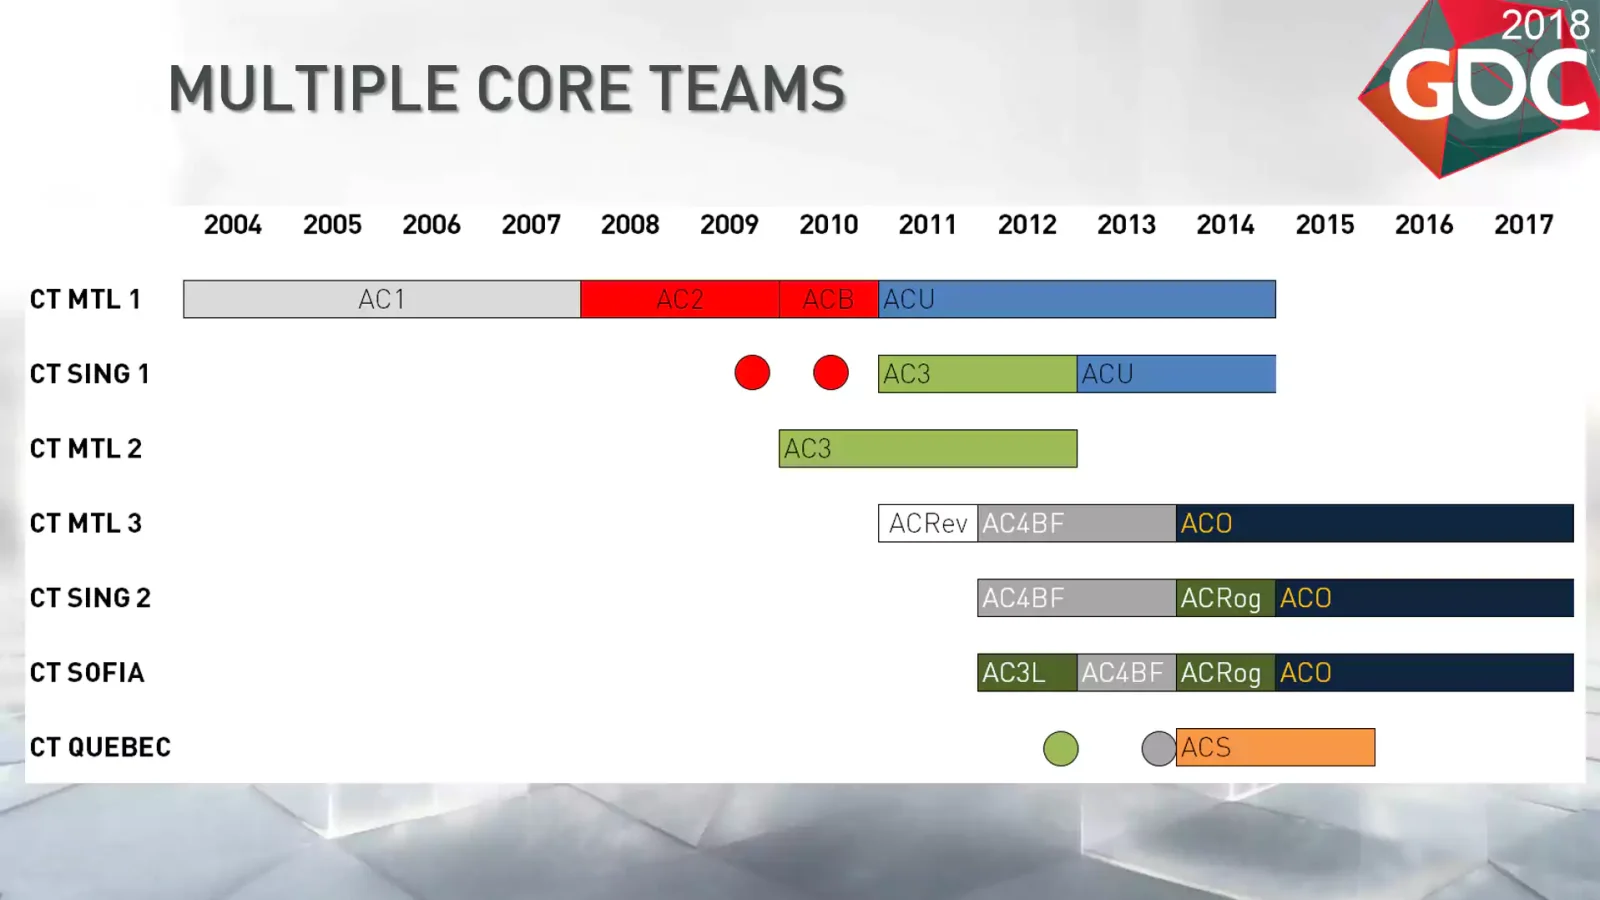 2018
GDC
MULTIPLE CORE TEAMS
2004 2005 2006 2007 2008 2009 2010 2011 2012 2013 2014 2015 2016 2017
CT MTL 1 AC1 AC2 ACB ACU
CT SING 1 AC3 ACU
CT MTL 2 AC3
CT MTL 3 ACRev AC4BF ACO
CT SING 2 AC4BF ACRog ACO
CT SOFIA AC3L AC4BF ACRog ACO
CT QUEBEC ACS